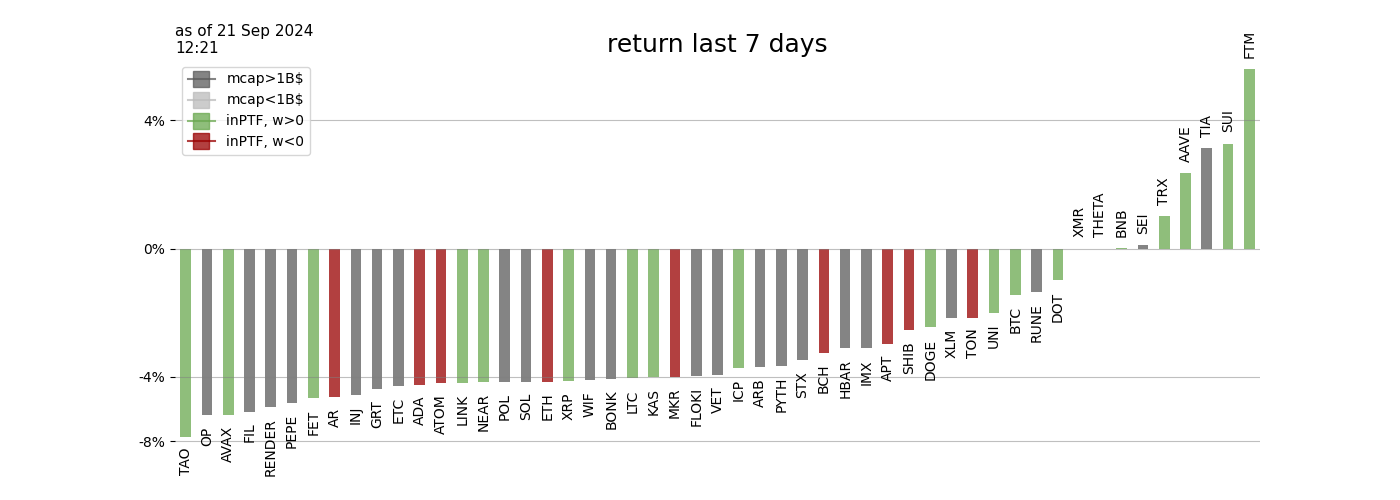 as of 21 Sep 2024
12:21
return last 7 days
mcap>1B$
mcap<1B$
inPTF, w>0
inPTF, w<0
4%
0%
-4%
-8%
TAO
OP
AVAX
FIL
RENDER
PEPE
FET
AR
INJ
GRT
ETC
ADA
ATOM
LINK
NEAR
POL
SOL
ETH
XRP
WIF
BONK
LTC
KAS
MKR
FLOKI
VET
ICP
ARB
PYTH
STX
BCH
HBAR
IMX
APT
SHIB
DOGE
XLM
TON
UNI
BTC
RUNE
DOT
XMR
THETA
BNB
SEI
TRX
AAVE
TIA
SUI
FTM